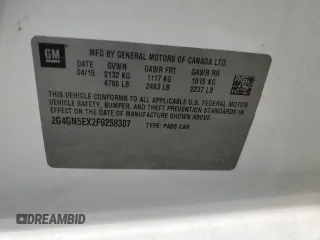 GM
MFD BY GENERAL MOTORS OF CANADA LTD.
DATE GVWR GAWR FRT GAWR RR
04/15 2132 KG 1117 KG 1015 KG
4700 LB 2463 LB 2237 LB
THIS VEHICLE CONFORMS TO ALL APPLICABLE U.S. FEDERAL MOTOR
VEHICLE SAFETY, BUMPER, AND THEFT PREVENTION STANDARDS
IN EFFECT ON THE DATE OF MANUFACTURE SHOWN ABOVE.
2G4GN5EX2F9258307 TYPE: PASS CAR
©AutoBidMaster